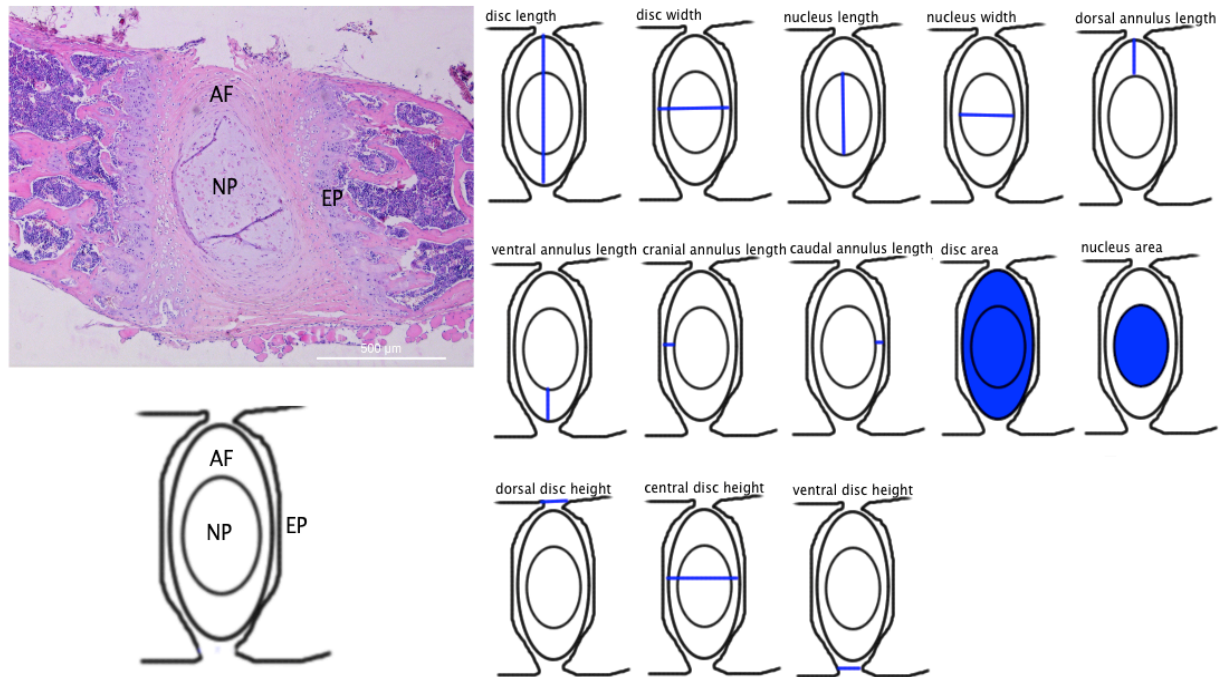 disc length
disc width
nucleus length
nucleus width
dorsal annulus length
AF
NP
EP
500 µm
ventral annulus length
cranial annulus length
caudal annulus length
disc area
nucleus area
AF
NP
EP
dorsal disc height
central disc height
ventral disc height